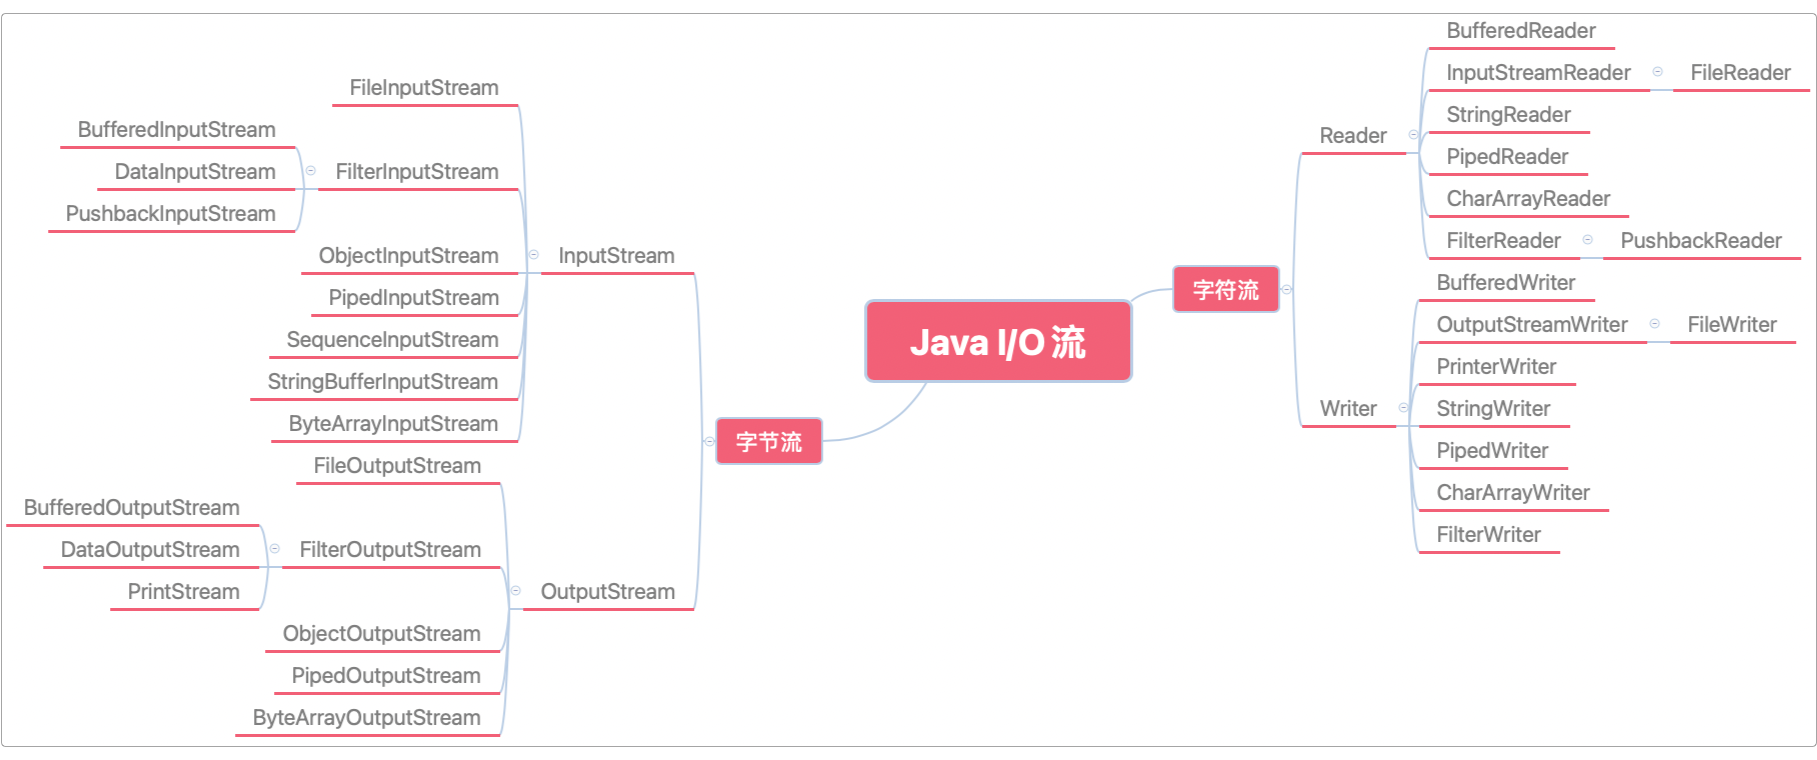 Java I/O 流
字符流
Reader
BufferedReader
InputStreamReader
FileReader
StringReader
PipedReader
CharArrayReader
FilterReader
PushbackReader
Writer
BufferedWriter
OutputStreamWriter
FileWriter
PrinterWriter
StringWriter
PipedWriter
CharArrayWriter
FilterWriter
字节流
InputStream
FileInputStream
FilterInputStream
BufferedInputStream
DataInputStream
PushbackInputStream
ObjectInputStream
PipedInputStream
SequenceInputStream
StringBufferInputStream
ByteArrayInputStream
OutputStream
FileOutputStream
FilterOutputStream
BufferedOutputStream
DataOutputStream
PrintStream
ObjectOutputStream
PipedOutputStream
ByteArrayOutputStream